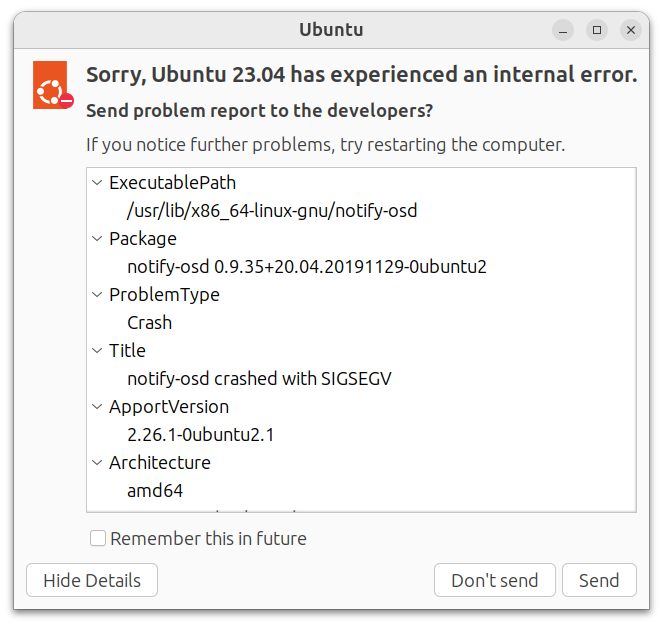 Ubuntu
Sorry, Ubuntu 23.04 has experienced an internal error.
Send problem report to the developers?
If you notice further problems, try restarting the computer.
ExecutablePath
/usr/lib/x86_64-linux-gnu/notify-osd
Package
notify-osd 0.9.35+20.04.20191129-0ubuntu2
ProblemType
Crash
Title
notify-osd crashed with SIGSEGV
ApportVersion
2.26.1-0ubuntu2.1
Architecture
amd64
Remember this in future
Hide Details
Don't send
Send